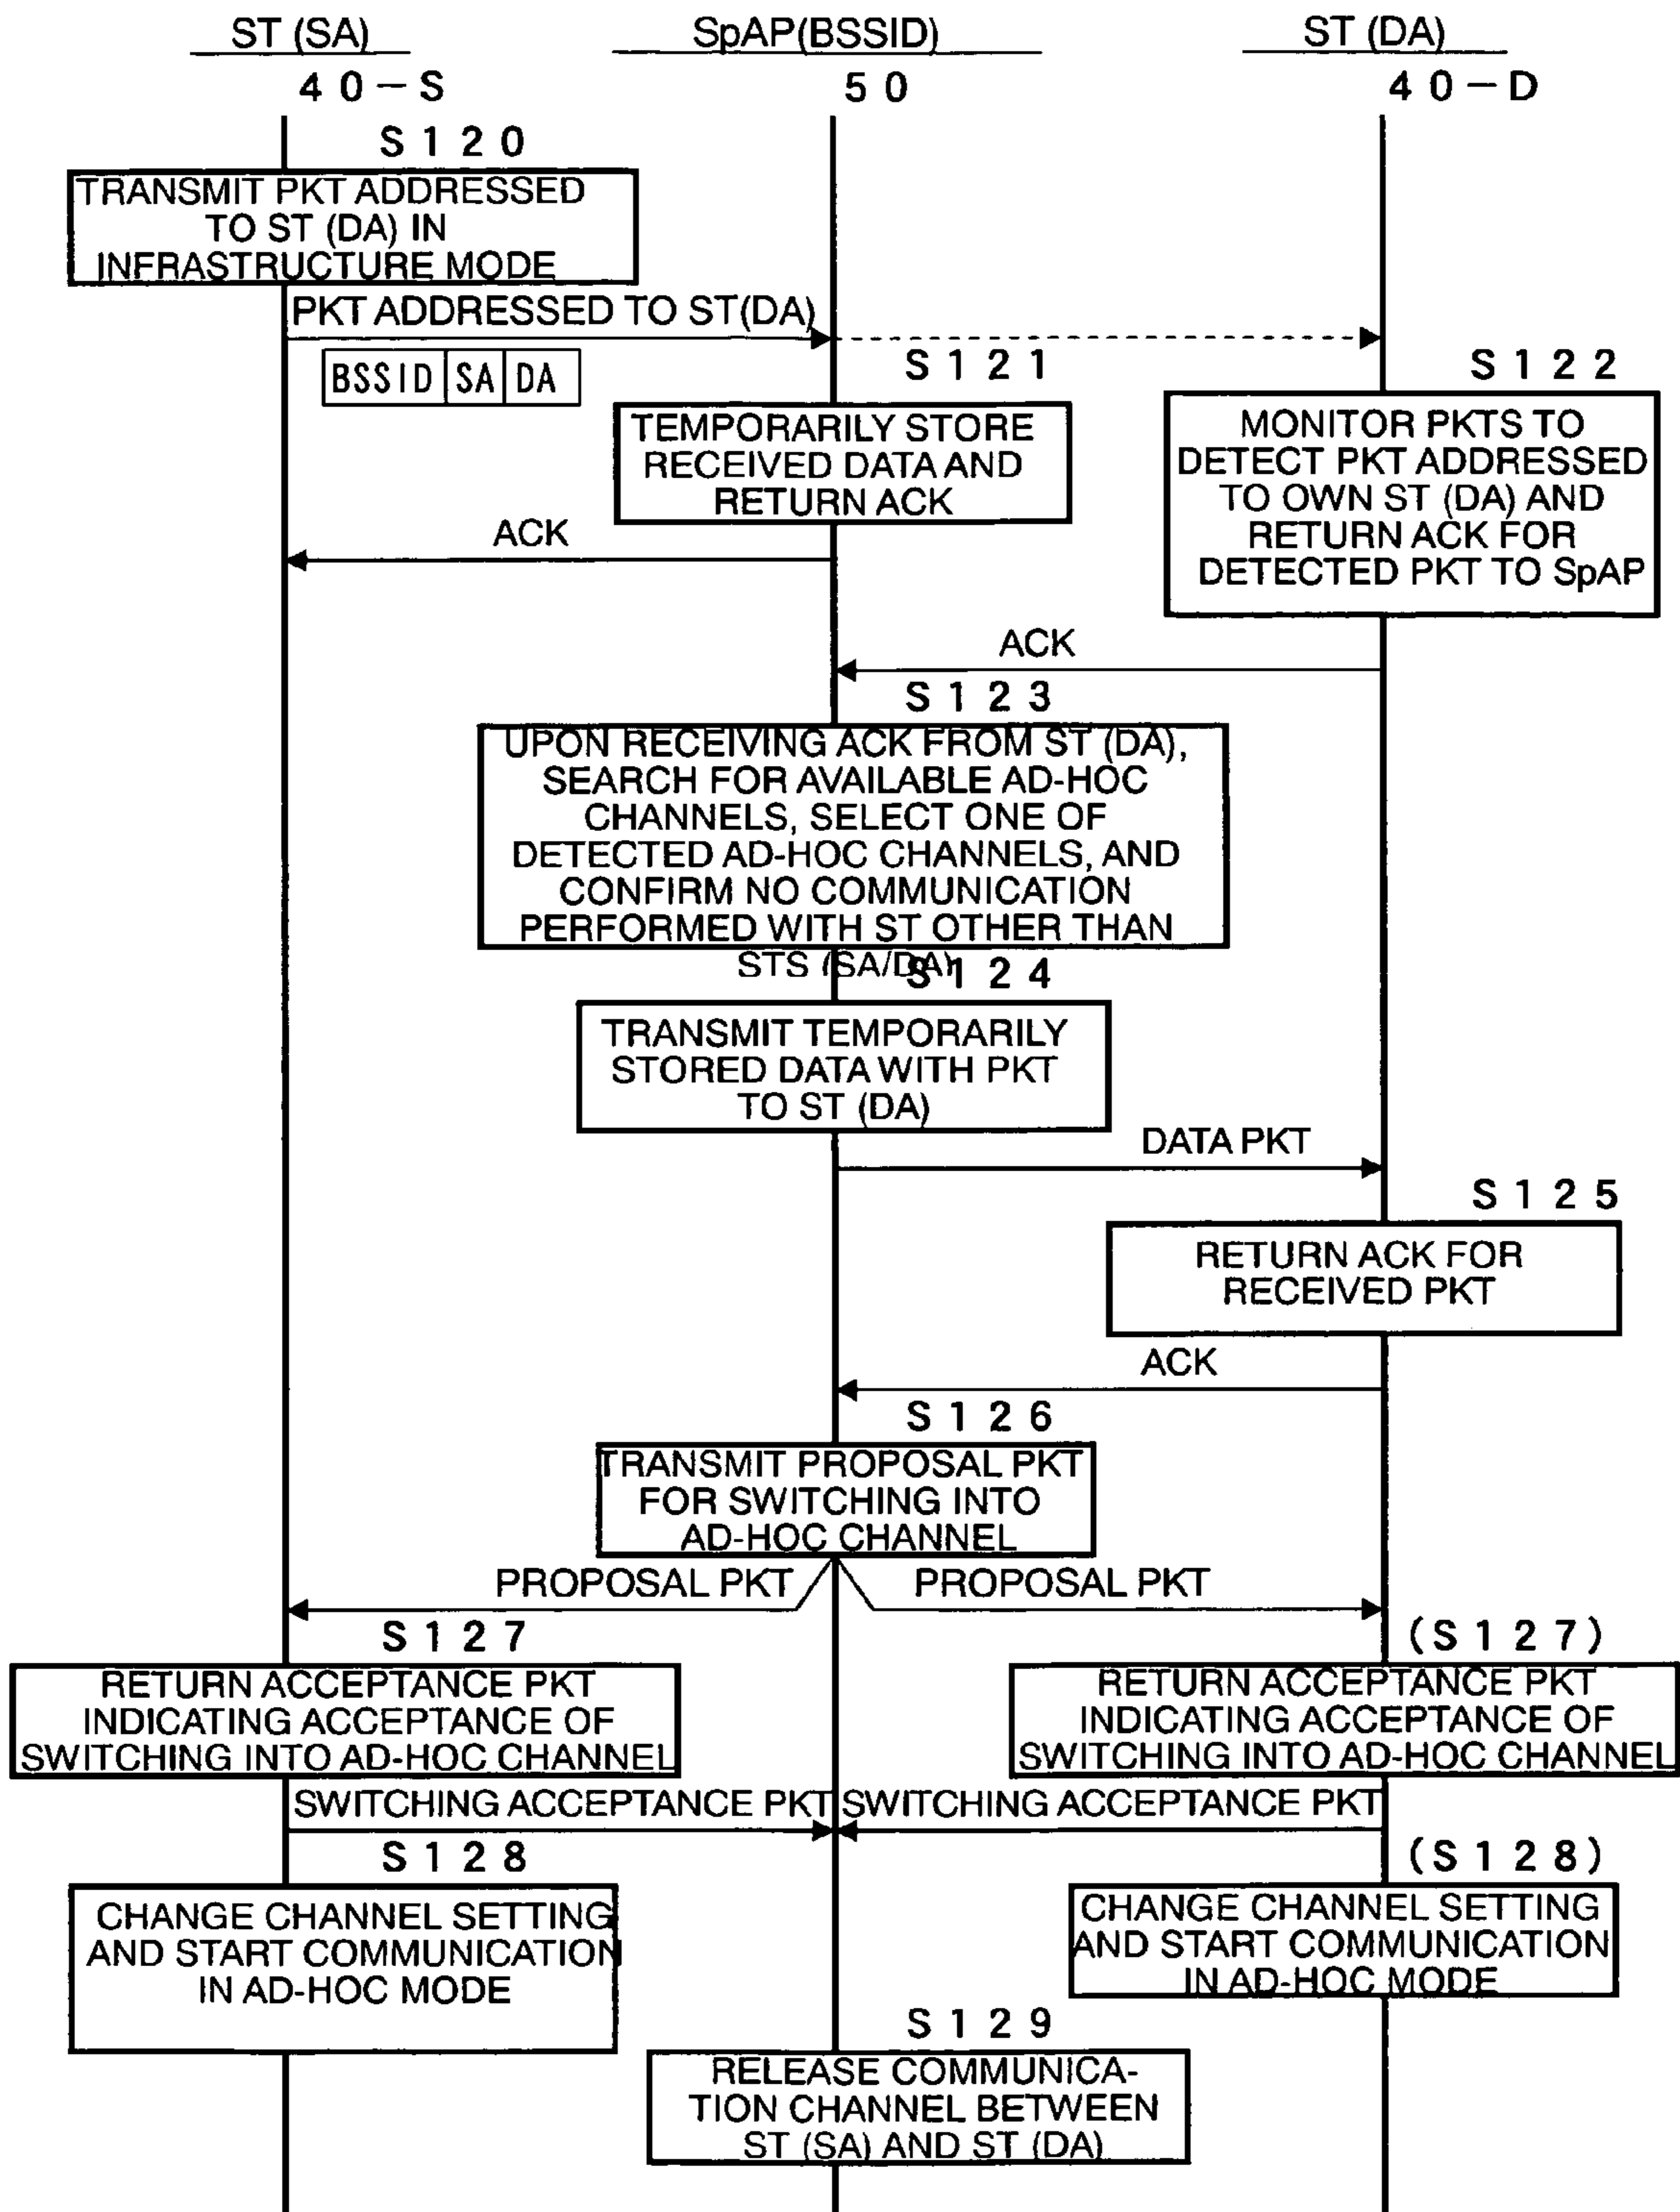 ST (SA)
SpAP(BSSID)
ST (DA)
40-S
50
40-D
S120
TRANSMIT PKT ADDRESSED
TO ST (DA) IN
INFRASTRUCTURE MODE
PKT ADDRESSED TO ST(DA)
BSSID SA DA
S121
TEMPORARILY STORE
RECEIVED DATA AND
RETURN ACK
S122
MONITOR PKTS TO
DETECT PKT ADDRESSED
TO OWN ST (DA) AND
RETURN ACK FOR
DETECTED PKT TO SpAP
ACK
ACK
S123
UPON RECEIVING ACK FROM ST (DA),
SEARCH FOR AVAILABLE AD-HOC
CHANNELS, SELECT ONE OF
DETECTED AD-HOC CHANNELS, AND
CONFIRM NO COMMUNICATION
PERFORMED WITH ST OTHER THAN
STS (SA/DA)
S124
TRANSMIT TEMPORARILY
STORED DATA WITH PKT
TO ST (DA)
DATA PKT
S125
RETURN ACK FOR
RECEIVED PKT
ACK
S126
TRANSMIT PROPOSAL PKT
FOR SWITCHING INTO
AD-HOC CHANNEL
PROPOSAL PKT
PROPOSAL PKT
S127
RETURN ACCEPTANCE PKT
INDICATING ACCEPTANCE OF
SWITCHING INTO AD-HOC CHANNEL
(S127)
RETURN ACCEPTANCE PKT
INDICATING ACCEPTANCE OF
SWITCHING INTO AD-HOC CHANNEL
SWITCHING ACCEPTANCE PKT
SWITCHING ACCEPTANCE PKT
S128
CHANGE CHANNEL SETTING
AND START COMMUNICATION
IN AD-HOC MODE
(S128)
CHANGE CHANNEL SETTING
AND START COMMUNICATION
IN AD-HOC MODE
S129
RELEASE COMMUNICA-
TION CHANNEL BETWEEN
ST (SA) AND ST (DA)